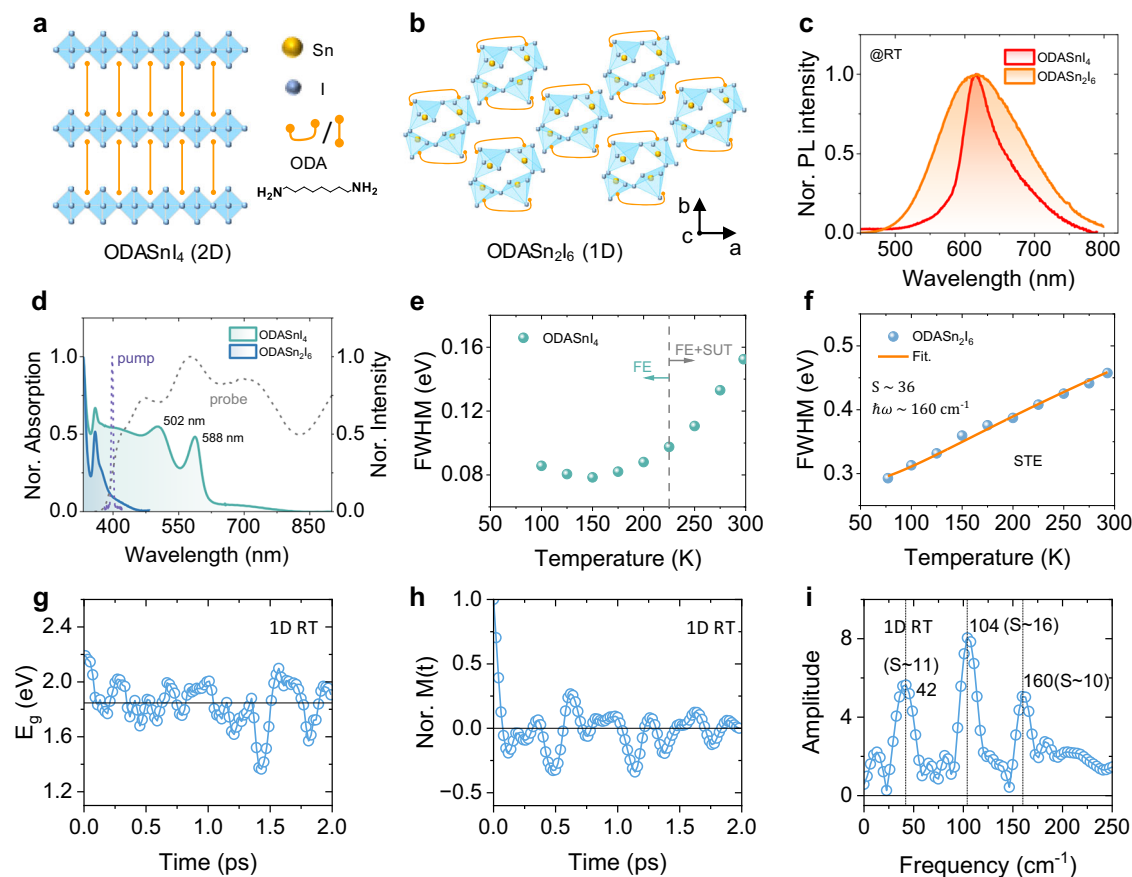 a
Sn
I
ODA
H₂N
NH₂
ODASnI₄ (2D)
b
b
c
a
ODASn₂I₆ (1D)
c
@RT
ODASnI₄
ODASn₂I₆
Nor. PL intensity
1.0
0.5
0.0
500
600
700
800
Wavelength (nm)
d
ODASnI₄
ODASn₂I₆
pump
probe
502 nm
588 nm
Nor. Absorption
1.0
0.5
0.0
Nor. Intensity
1.0
0.5
0.0
400
550
700
850
Wavelength (nm)
e
ODASnI₄
FE+SUT
FE
FWHM (eV)
0.16
0.12
0.08
50 100 150 200 250 300
Temperature (K)
f
ODASn₂I₆
Fit.
S ~ 36
ℏω ~ 160 cm⁻¹
STE
FWHM (eV)
0.5
0.4
0.3
50 100 150 200 250 300
Temperature (K)
g
1D RT
E_g (eV)
2.4
2.0
1.6
1.2
0.0 0.5 1.0 1.5 2.0
Time (ps)
h
1D RT
Nor. M(t)
1.0
0.5
0.0
−0.5
0.0 0.5 1.0 1.5 2.0
Time (ps)
i
1D RT
104 (S~16)
(S~11)
42
160(S~10)
Amplitude
8
4
0
0 50 100 150 200 250
Frequency (cm⁻¹)